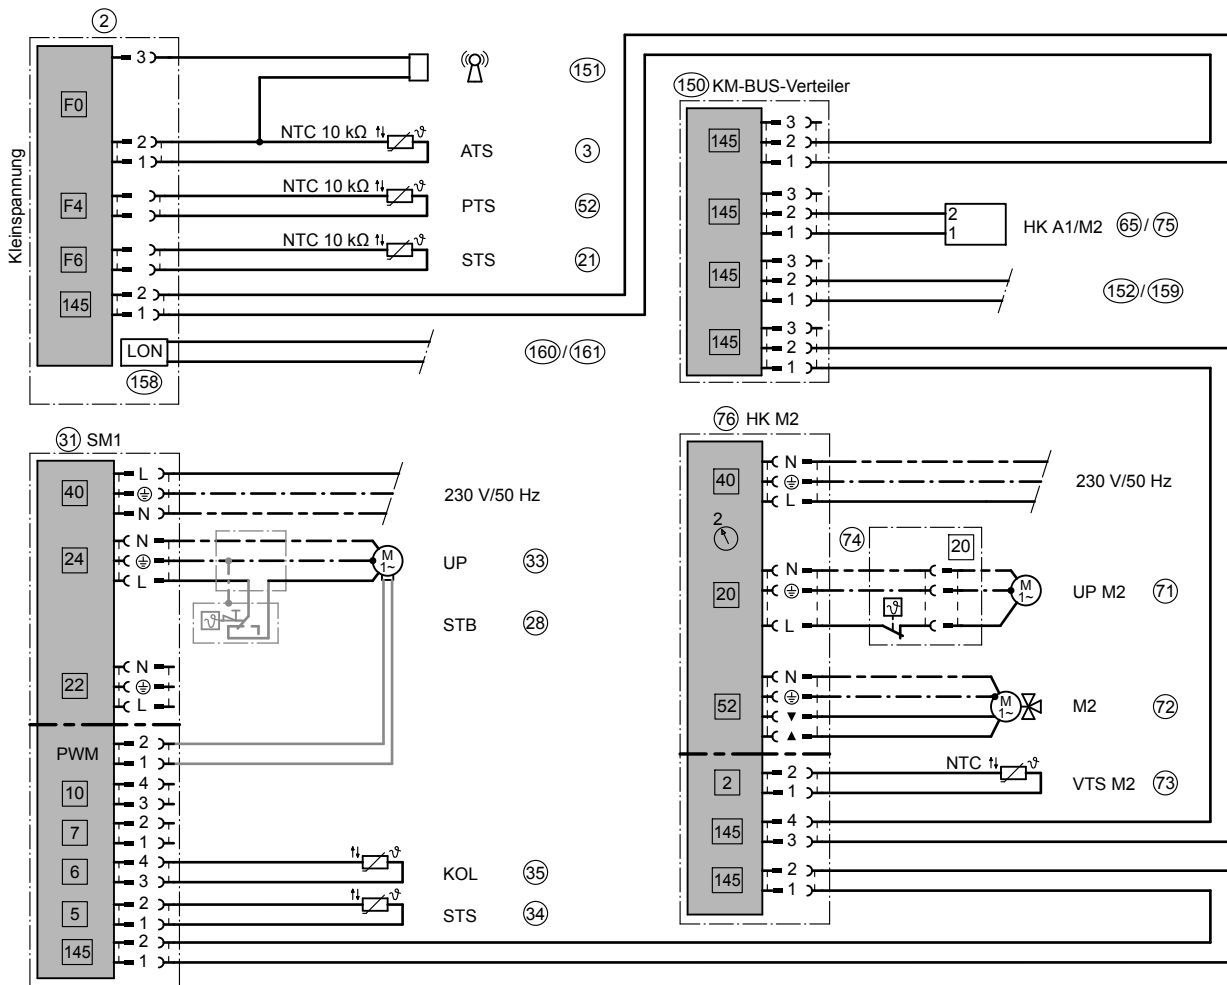 2
Kleinspannung
F0
3
151
2
NTC 10 kΩ ϑ
1
ATS 3
F4
NTC 10 kΩ ϑ
PTS 52
F6
NTC 10 kΩ ϑ
STS 21
145
2
1
LON
160/161
158
150 KM-BUS-Verteiler
145
3
2
1
145
3
2
1
2
1
HK A1/M2 65/75
145
3
2
1
152/159
145
3
2
1
31 SM1
40
L
N
230 V/50 Hz
24
N
L
M
1~
UP 33
ϑ
STB 28
22
N
L
PWM
2
1
10
4
3
7
2
1
6
4
3
ϑ
KOL 35
5
2
1
ϑ
STS 34
145
2
1
76 HK M2
40
N
L
230 V/50 Hz
2
74
20
20
N
L
ϑ
M
1~
UP M2 71
52
N
M
1~
M2 72
2
2
1
NTC ϑ
VTS M2 73
145
4
3
145
2
1